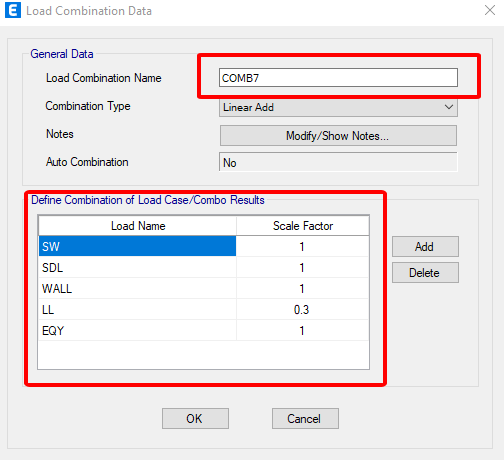 E Load Combination Data
General Data
Load Combination Name COMB7
Combination Type Linear Add
Notes Modify/Show Notes...
Auto Combination No
Define Combination of Load Case/Combo Results
Load Name Scale Factor
SW 1 Add
SDL 1 Delete
WALL 1
LL 0.3
EQY 1
OK Cancel